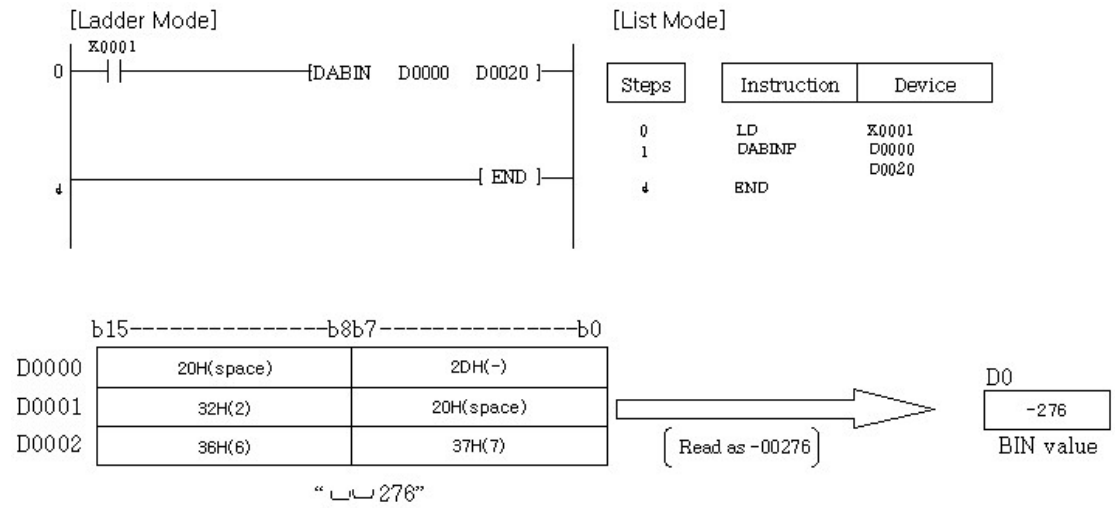 [Ladder Mode]
[List Mode]
X0001
0
[DABIN D0000 D0020 ]
[ END ]
4
Steps Instruction Device
0 LD X0001
1 DABINP D0000
D0020
4 END
b15---------------b8b7---------------b0
D0000 20H(space) 2DH(-)
D0001 32H(2) 20H(space)
D0002 36H(6) 37H(7)
Read as -00276
D0
-276
BIN value
“ ␣␣ 276”